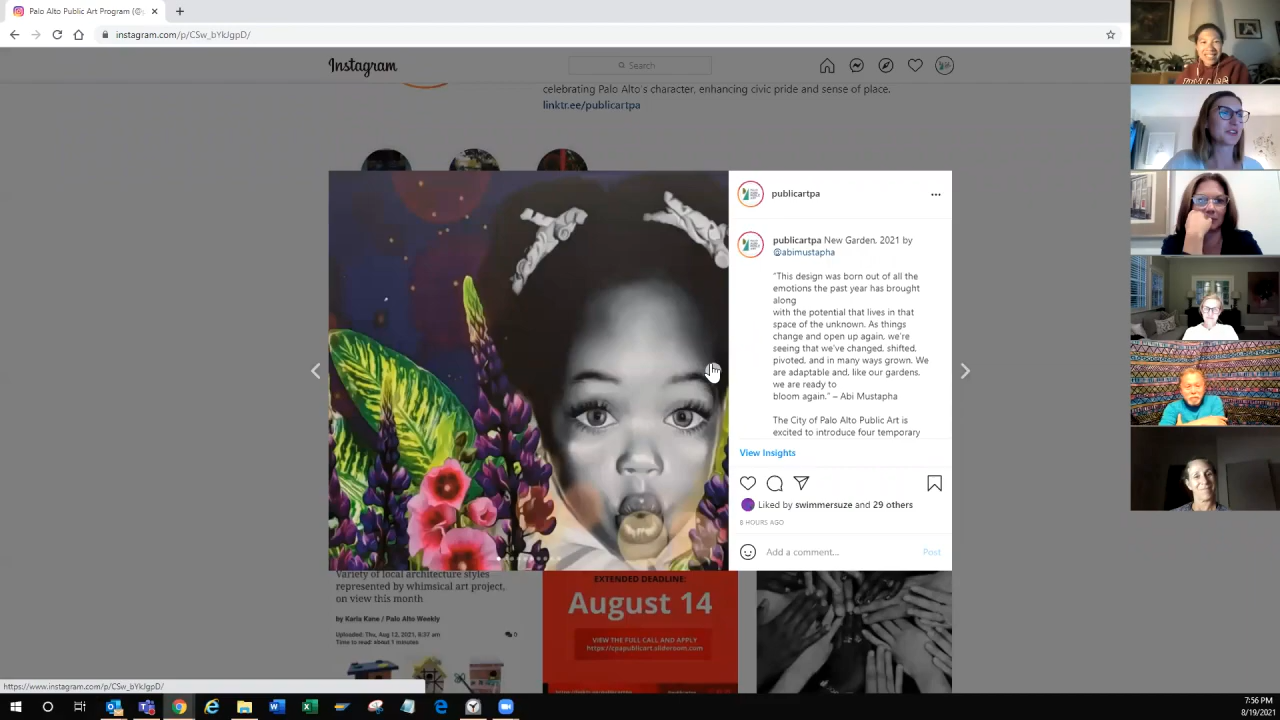 Palo Alto Public Art Program (@
instagram.com/p/CSw_bYkJgpD/
Instagram
Search
celebrating Palo Alto's character, enhancing civic pride and sense of place.
linktr.ee/publicartpa
publicartpa
publicartpa New Garden, 2021 by
@abimustapha
"This design was born out of all the
emotions the past year has brought
along
with the potential that lives in that
space of the unknown. As things
change and open up again, we're
seeing that we've changed, shifted,
pivoted, and in many ways grown. We
are adaptable and, like our gardens,
we are ready to
bloom again." – Abi Mustapha
The City of Palo Alto Public Art is
excited to introduce four temporary
View Insights
Liked by swimmersuze and 29 others
8 HOURS AGO
Add a comment...
Post
Variety of local architecture styles
represented by whimsical art project,
on view this month
by Karla Kane / Palo Alto Weekly
Uploaded: Thu, Aug 12, 2021, 8:37 am
0
Time to read: about 1 minutes
EXTENDED DEADLINE:
August 14
VIEW THE FULL CALL AND APPLY
https://cpapublicart.slideroom.com
https://www.instagram.com/p/CSw_bYkJgpD/
7:56 PM
8/19/2021